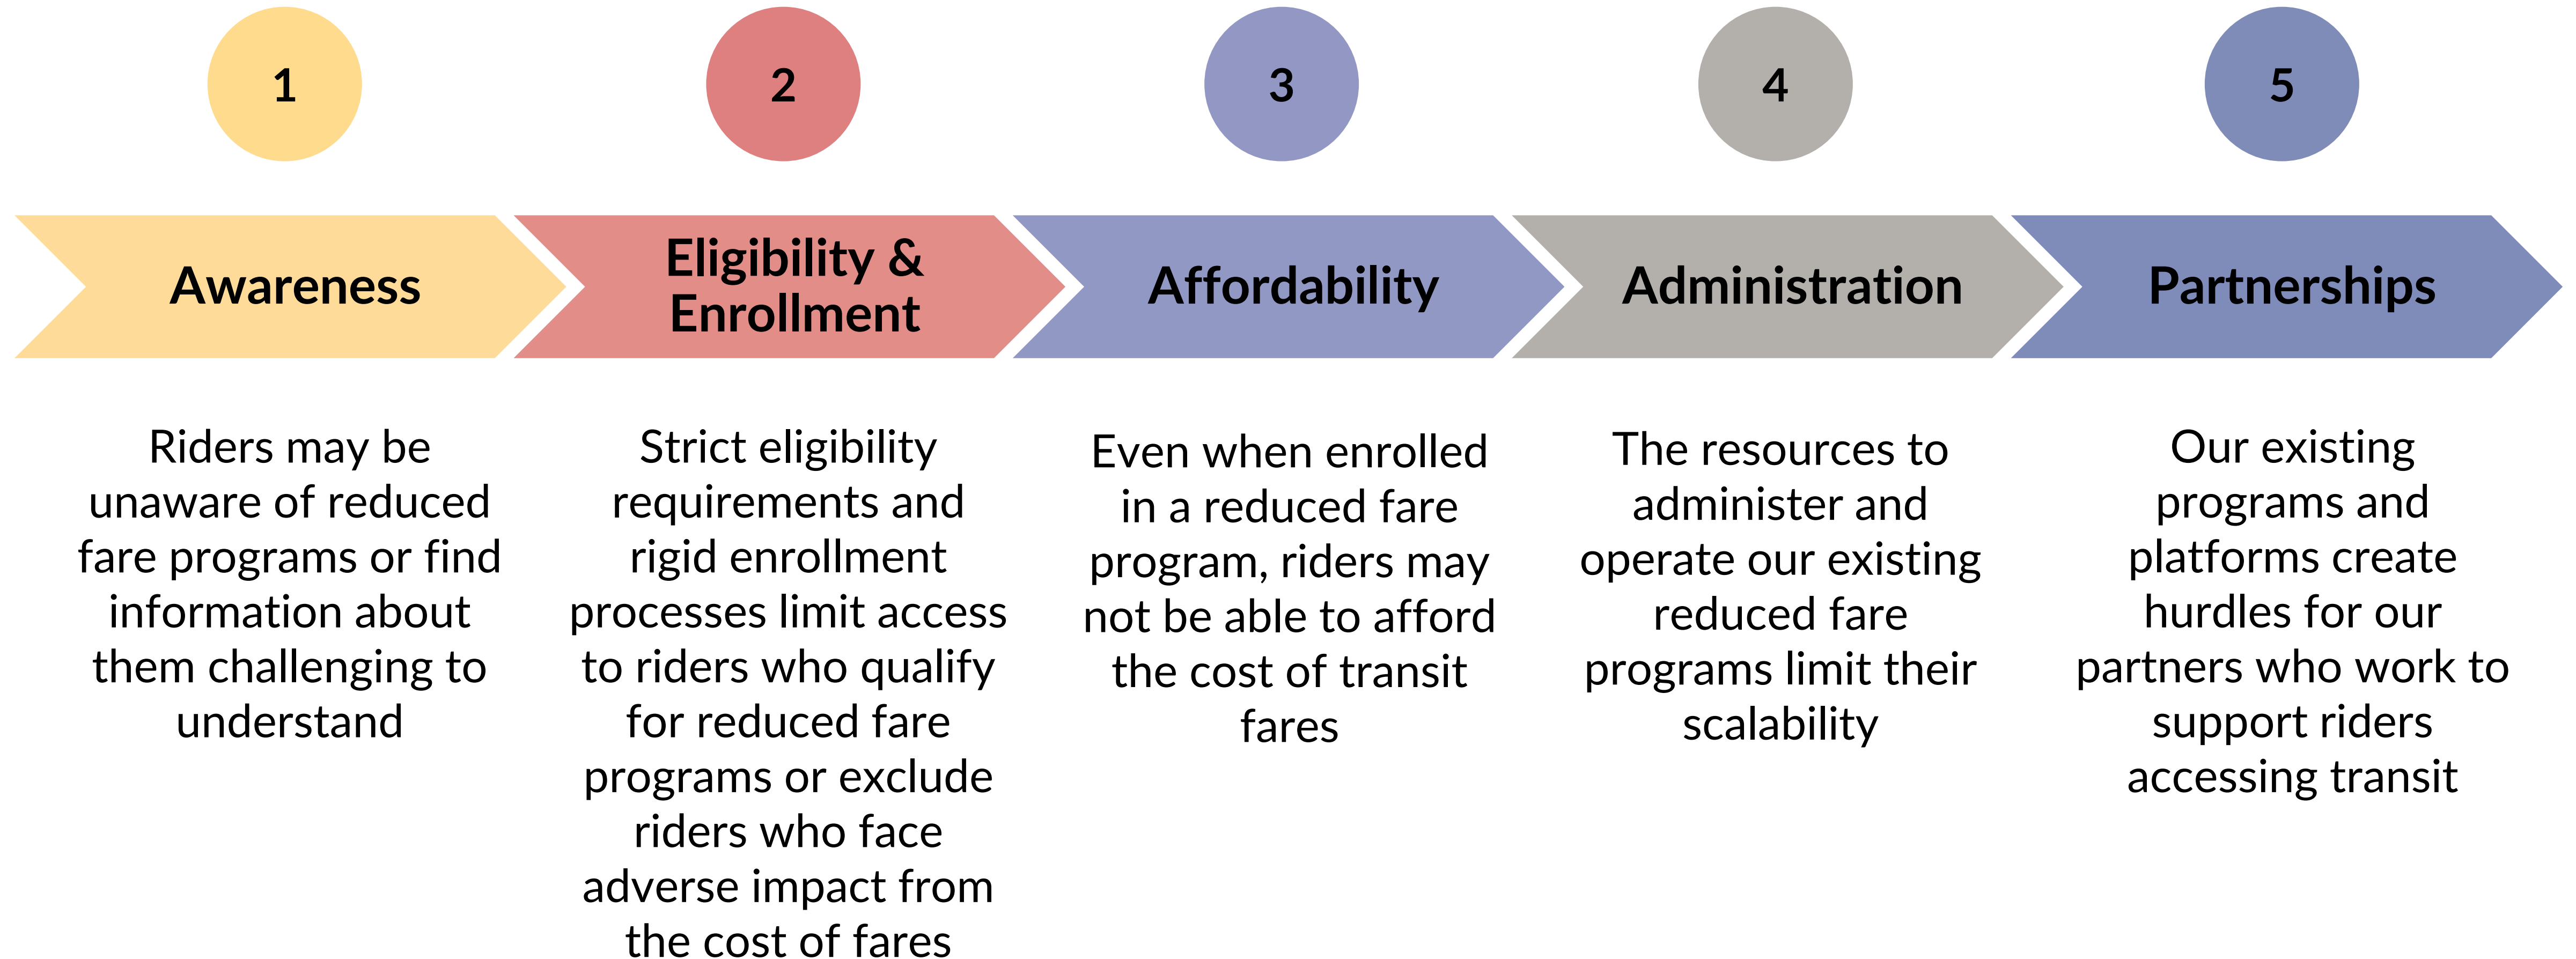 1
2
3
4
5
Awareness
Eligibility &
Enrollment
Affordability
Administration
Partnerships
Riders may be
unaware of reduced
fare programs or find
information about
them challenging to
understand
Strict eligibility
requirements and
rigid enrollment
processes limit access
to riders who qualify
for reduced fare
programs or exclude
riders who face
adverse impact from
the cost of fares
Even when enrolled
in a reduced fare
program, riders may
not be able to afford
the cost of transit
fares
The resources to
administer and
operate our existing
reduced fare
programs limit their
scalability
Our existing
programs and
platforms create
hurdles for our
partners who work to
support riders
accessing transit